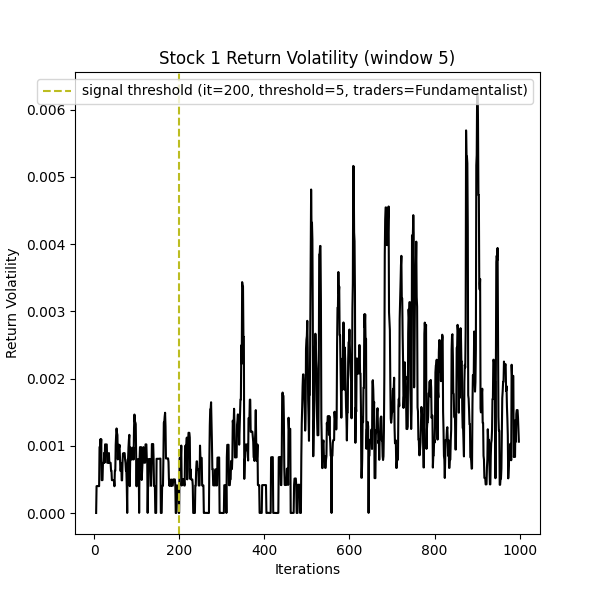 Stock 1 Return Volatility (window 5)
signal threshold (it=200, threshold=5, traders=Fundamentalist)
0.006
0.005
0.004
0.003
0.002
0.001
0.000
Return Volatility
0 200 400 600 800 1000
Iterations